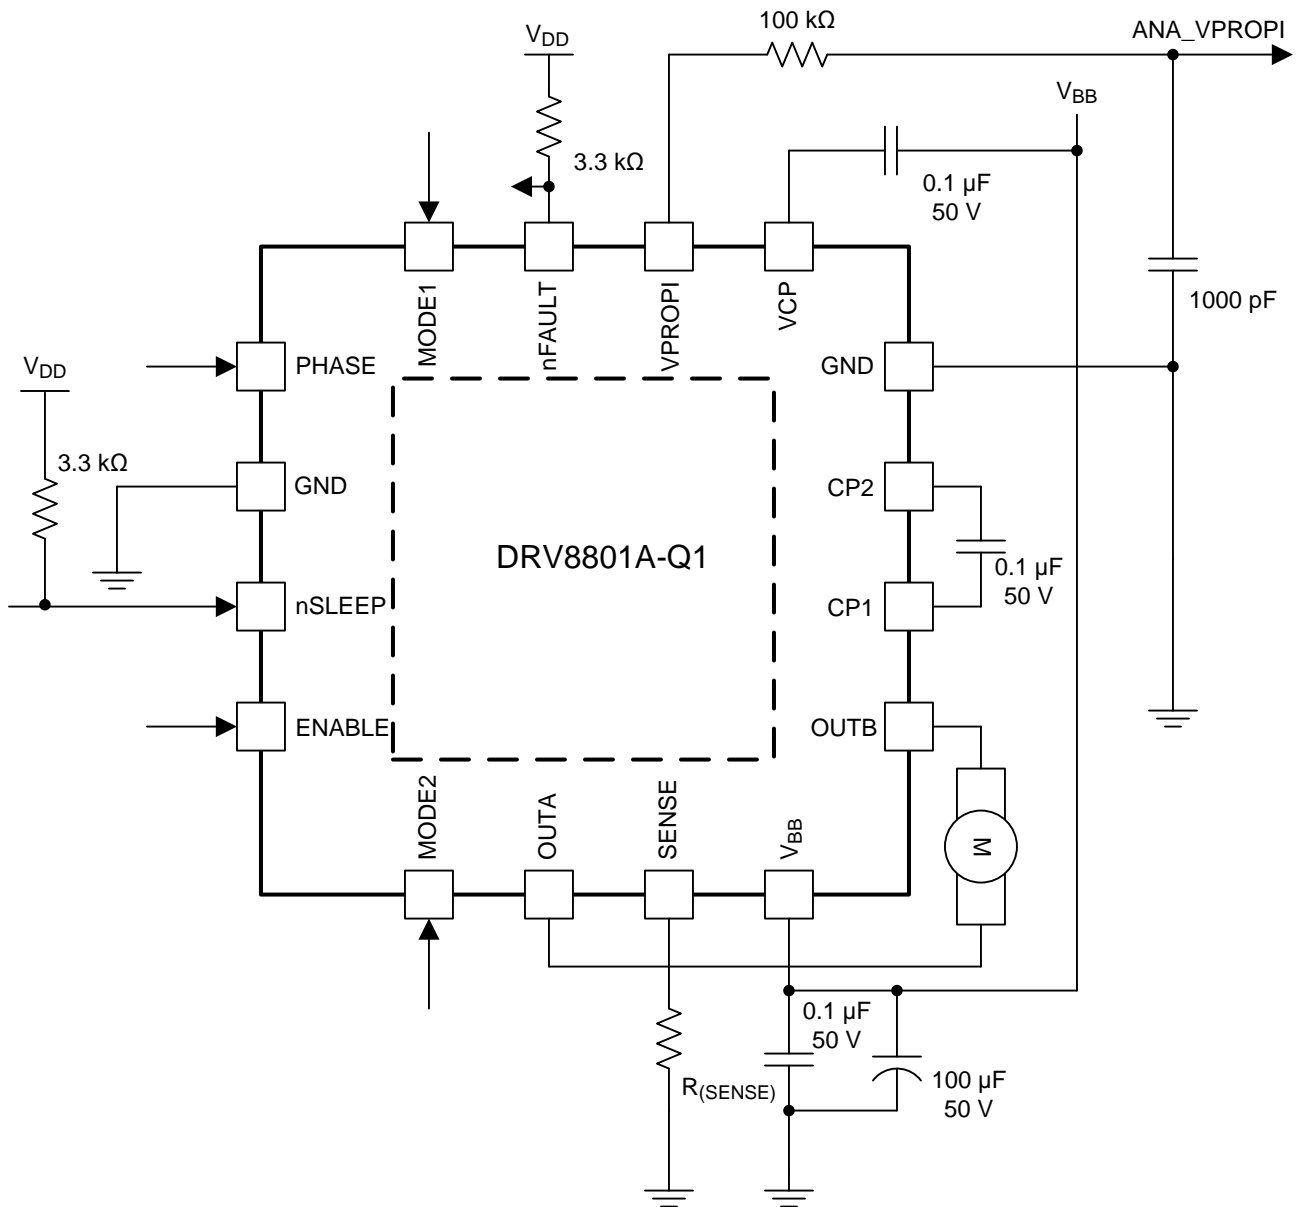 100 kΩ
ANA_VPROPI
VDD
VBB
3.3 kΩ
0.1 µF
50 V
MODE1
nFAULT
VPROPI
VCP
1000 pF
VDD
PHASE
GND
3.3 kΩ
GND
CP2
DRV8801A-Q1
0.1 µF
50 V
nSLEEP
CP1
ENABLE
OUTB
MODE2
OUTA
SENSE
VBB
M
0.1 µF
50 V
R(SENSE)
100 µF
50 V